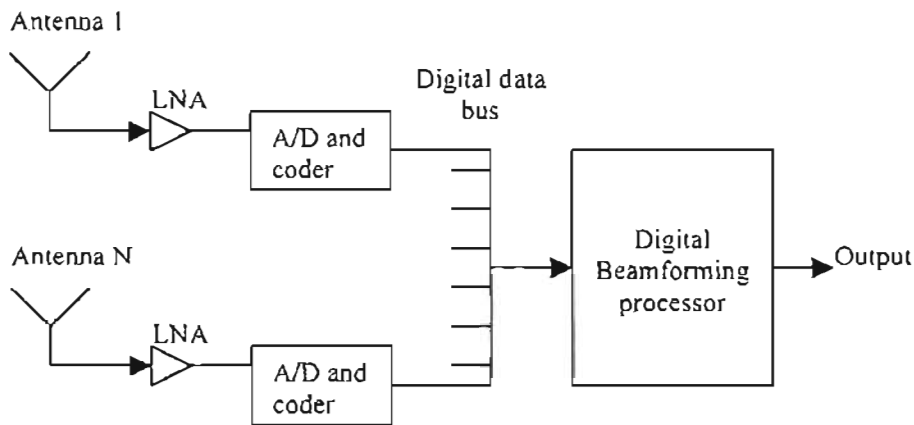 Antenna 1
LNA
A/D and
coder
Digital data
bus
Antenna N
LNA
A/D and
coder
Digital
Beamforming
processor
Output